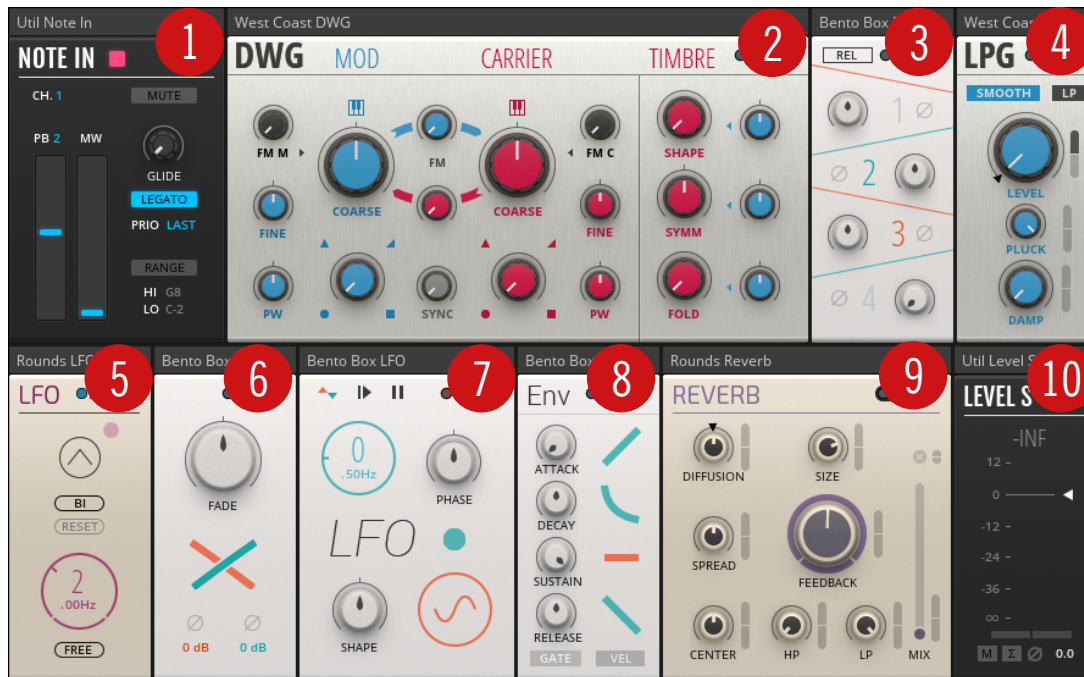 Util Note In
NOTE IN
1
CH. 1
MUTE
PB 2
MW
GLIDE
LEGATO
PRIO LAST
RANGE
HI G8
LO C-2
West Coast DWG
DWG
MOD
CARRIER
TIMBRE
2
FM M
FM
FM C
SHAPE
COARSE
COARSE
FINE
FINE
SYMM
PW
SYNC
PW
FOLD
Bento Box
3
REL
1 Ø
Ø 2
3 Ø
Ø 4
West Coa
LPG
4
SMOOTH
LP
LEVEL
PLUCK
DAMP
Rounds LF
LFO
5
BI
RESET
2
.00Hz
FREE
Bento Box
6
FADE
Ø Ø
0 dB
0 dB
Bento Box LFO
7
0
.50Hz
PHASE
LFO
SHAPE
Bento Box
8
Env
ATTACK
DECAY
SUSTAIN
RELEASE
GATE
VEL
Rounds Reverb
REVERB
9
DIFFUSION
SIZE
SPREAD
FEEDBACK
CENTER
HP
LP
MIX
Util Level S
LEVEL S
10
-INF
12 -
0
-12 -
-24 -
-36 -
∞ -
M Σ Ø 0.0